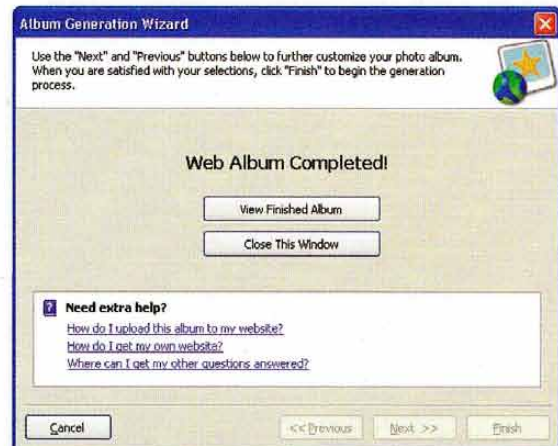 Album Generation Wizard
Use the "Next" and "Previous" buttons below to further customize your photo album.
When you are satisfied with your selections, click "Finish" to begin the generation
process.
Web Album Completed!
View Finished Album
Close This Window
Need extra help?
How do I upload this album to my website?
How do I get my own website?
Where can I get my other questions answered?
Cancel
<< Previous
Next >>
Finish